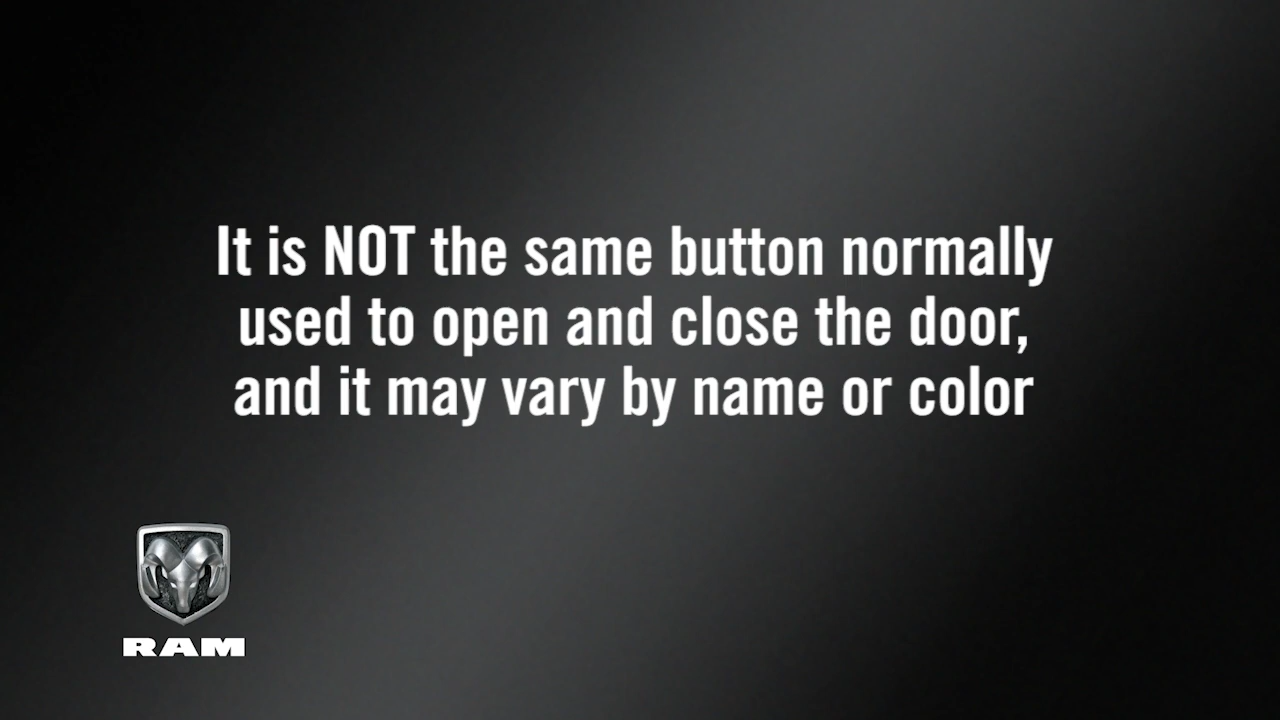 It is NOT the same button normally
used to open and close the door,
and it may vary by name or color
RAM